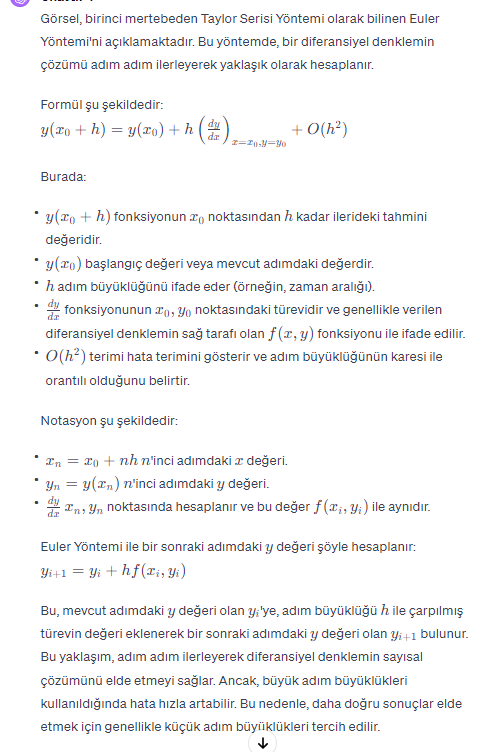 Görsel, birinci mertebeden Taylor Serisi Yöntemi olarak bilinen Euler
Yöntemi'ni açıklamaktadır. Bu yöntemde, bir diferansiyel denklemin
çözümü adım adım ilerleyerek yaklaşık olarak hesaplanır.
Formül şu şekildedir:
y(x₀ + h) = y(x₀) + h (dy/dx)ₓ₌ₓ₀,ᵧ₌ᵧ₀ + O(h²)
Burada:
• y(x₀ + h) fonksiyonun x₀ noktasından h kadar ilerideki tahmini
değeridir.
• y(x₀) başlangıç değeri veya mevcut adımdaki değerdir.
• h adım büyüklüğünü ifade eder (örneğin, zaman aralığı).
• dy/dx fonksiyonunun x₀, y₀ noktasındaki türevidir ve genellikle verilen
diferansiyel denklemin sağ tarafı olan f(x, y) fonksiyonu ile ifade edilir.
• O(h²) terimi hata terimini gösterir ve adım büyüklüğünün karesi ile
orantılı olduğunu belirtir.
Notasyon şu şekildedir:
• xₙ = x₀ + nh n'inci adımdaki x değeri.
• yₙ = y(xₙ) n'inci adımdaki y değeri.
• dy/dx xₙ, yₙ noktasında hesaplanır ve bu değer f(xᵢ, yᵢ) ile aynıdır.
Euler Yöntemi ile bir sonraki adımdaki y değeri şöyle hesaplanır:
yᵢ₊₁ = yᵢ + hf(xᵢ, yᵢ)
Bu, mevcut adımdaki y değeri olan yᵢ'ye, adım büyüklüğü h ile çarpılmış
türevin değeri eklenerek bir sonraki adımdaki y değeri olan yᵢ₊₁ bulunur.
Bu yaklaşım, adım adım ilerleyerek diferansiyel denklemin sayısal
çözümünü elde etmeyi sağlar. Ancak, büyük adım büyüklükleri
kullanıldığında hata hızla artabilir. Bu nedenle, daha doğru sonuçlar elde
etmek için genellikle küçük adım büyüklükleri tercih edilir.